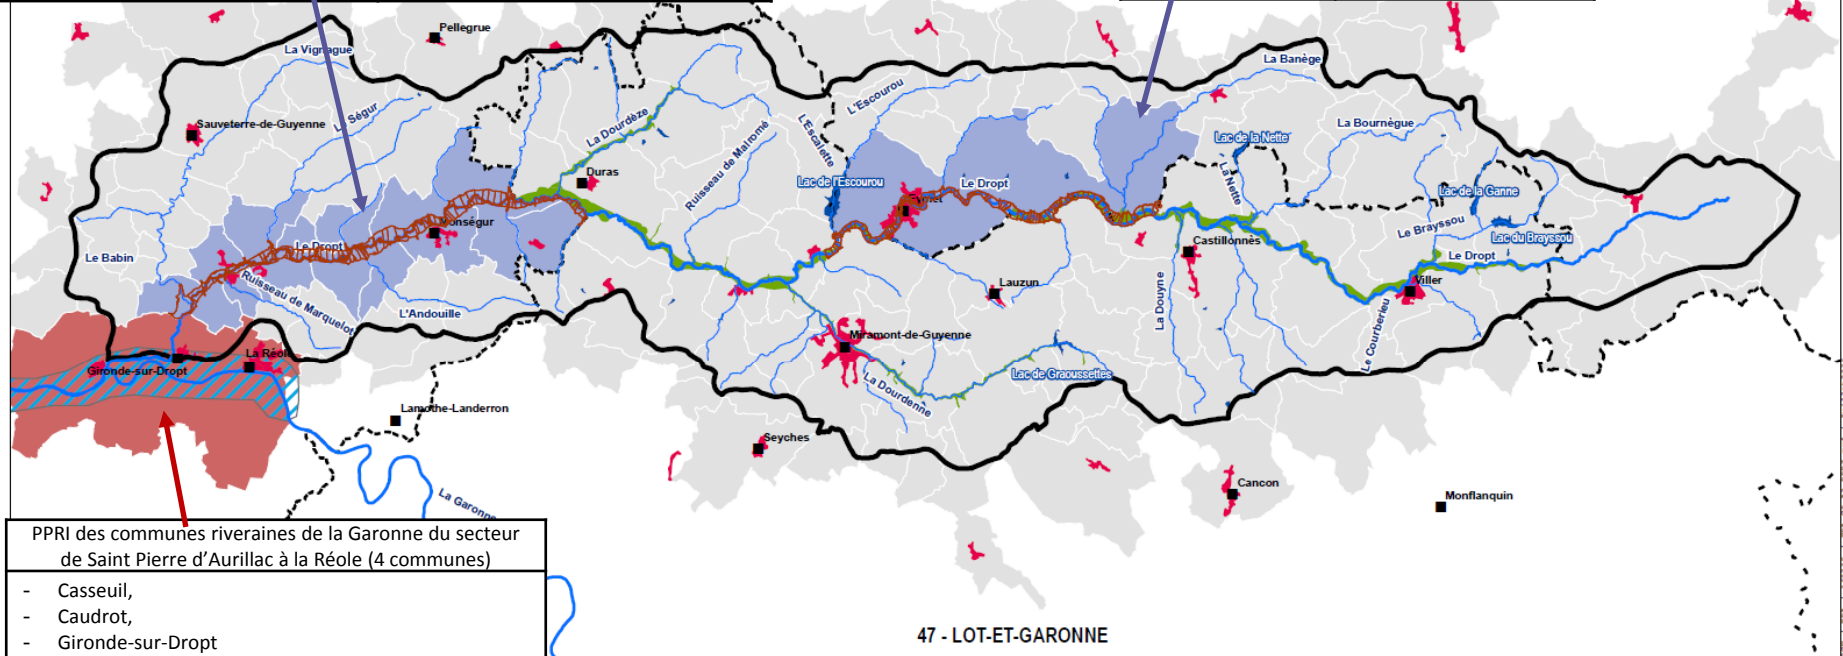 Pellegrue
La Vignague
La Banège
L'Escourou
Sauveterre-de-Guyenne
La Ségur
La Dourdèze
Ruisseau de Malromé
L'Escalette
La Bournègue
Lac de la Nette
La Nette
Duras
Lac de l'Escourou
Le Dropt
Lac de la Ganne
Eymet
Monségur
Le Dropt
Le Brayssou
Lac du Brayssou
Castillonnès
Le Babin
Le Dropt
Ruisseau de Marquelot
L'Andouille
Lauzun
La Douyne
Viller
Le Courberieu
Miramont-de-Guyenne
La Réole
Gironde-sur-Dropt
Lac de Graoussettes
La Dourdenne
Lamothe-Landerron
Seyches
Cancon
Monflanquin
La Garonne
PPRI des communes riveraines de la Garonne du secteur
de Saint Pierre d'Aurillac à la Réole (4 communes)
- Casseuil,
- Caudrot,
- Gironde-sur-Dropt
47 - LOT-ET-GARONNE